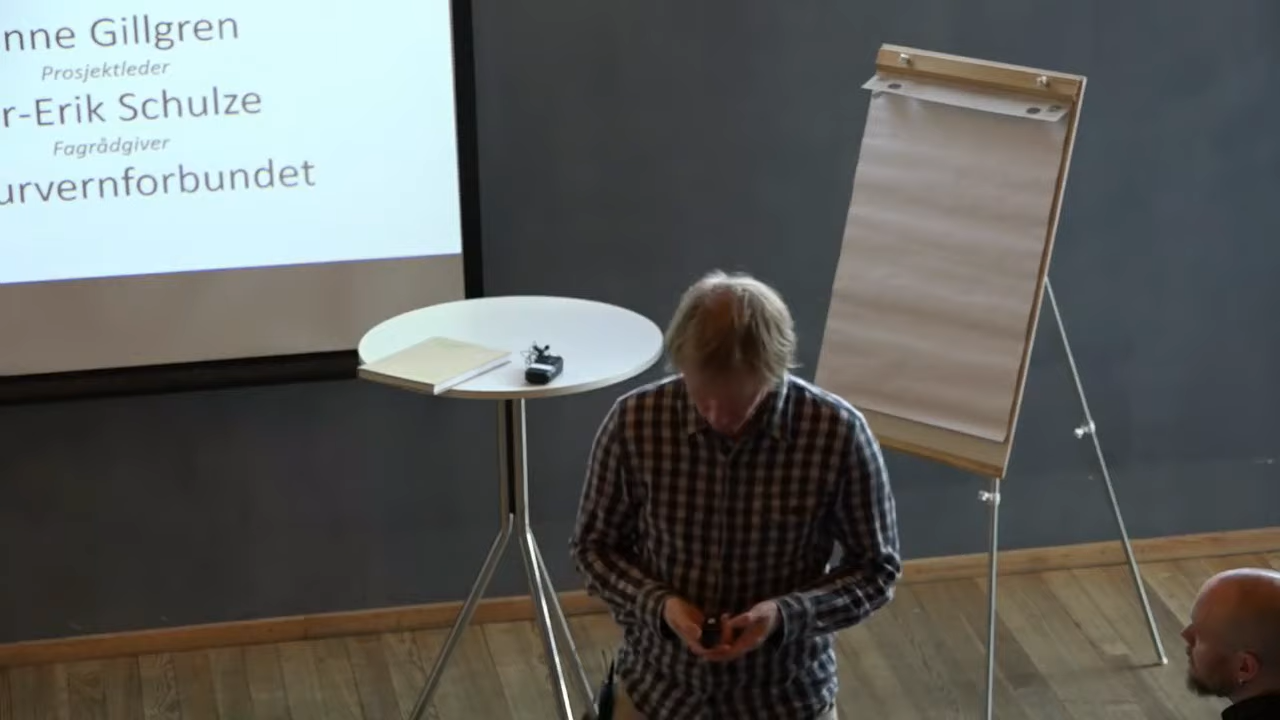 nne Gillgren
Prosjektleder
r-Erik Schulze
Fagrådgiver
urvernforbundet